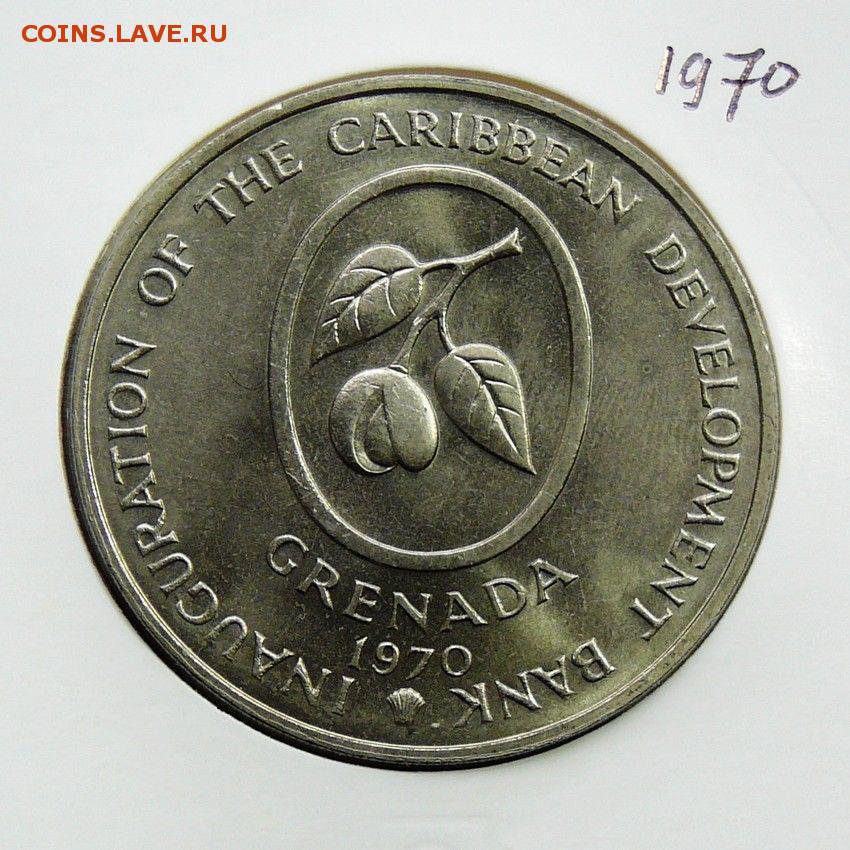 COINS.LAVE.RU
1970
INAUGURATION OF THE CARIBBEAN DEVELOPMENT BANK
GRENADA
1970